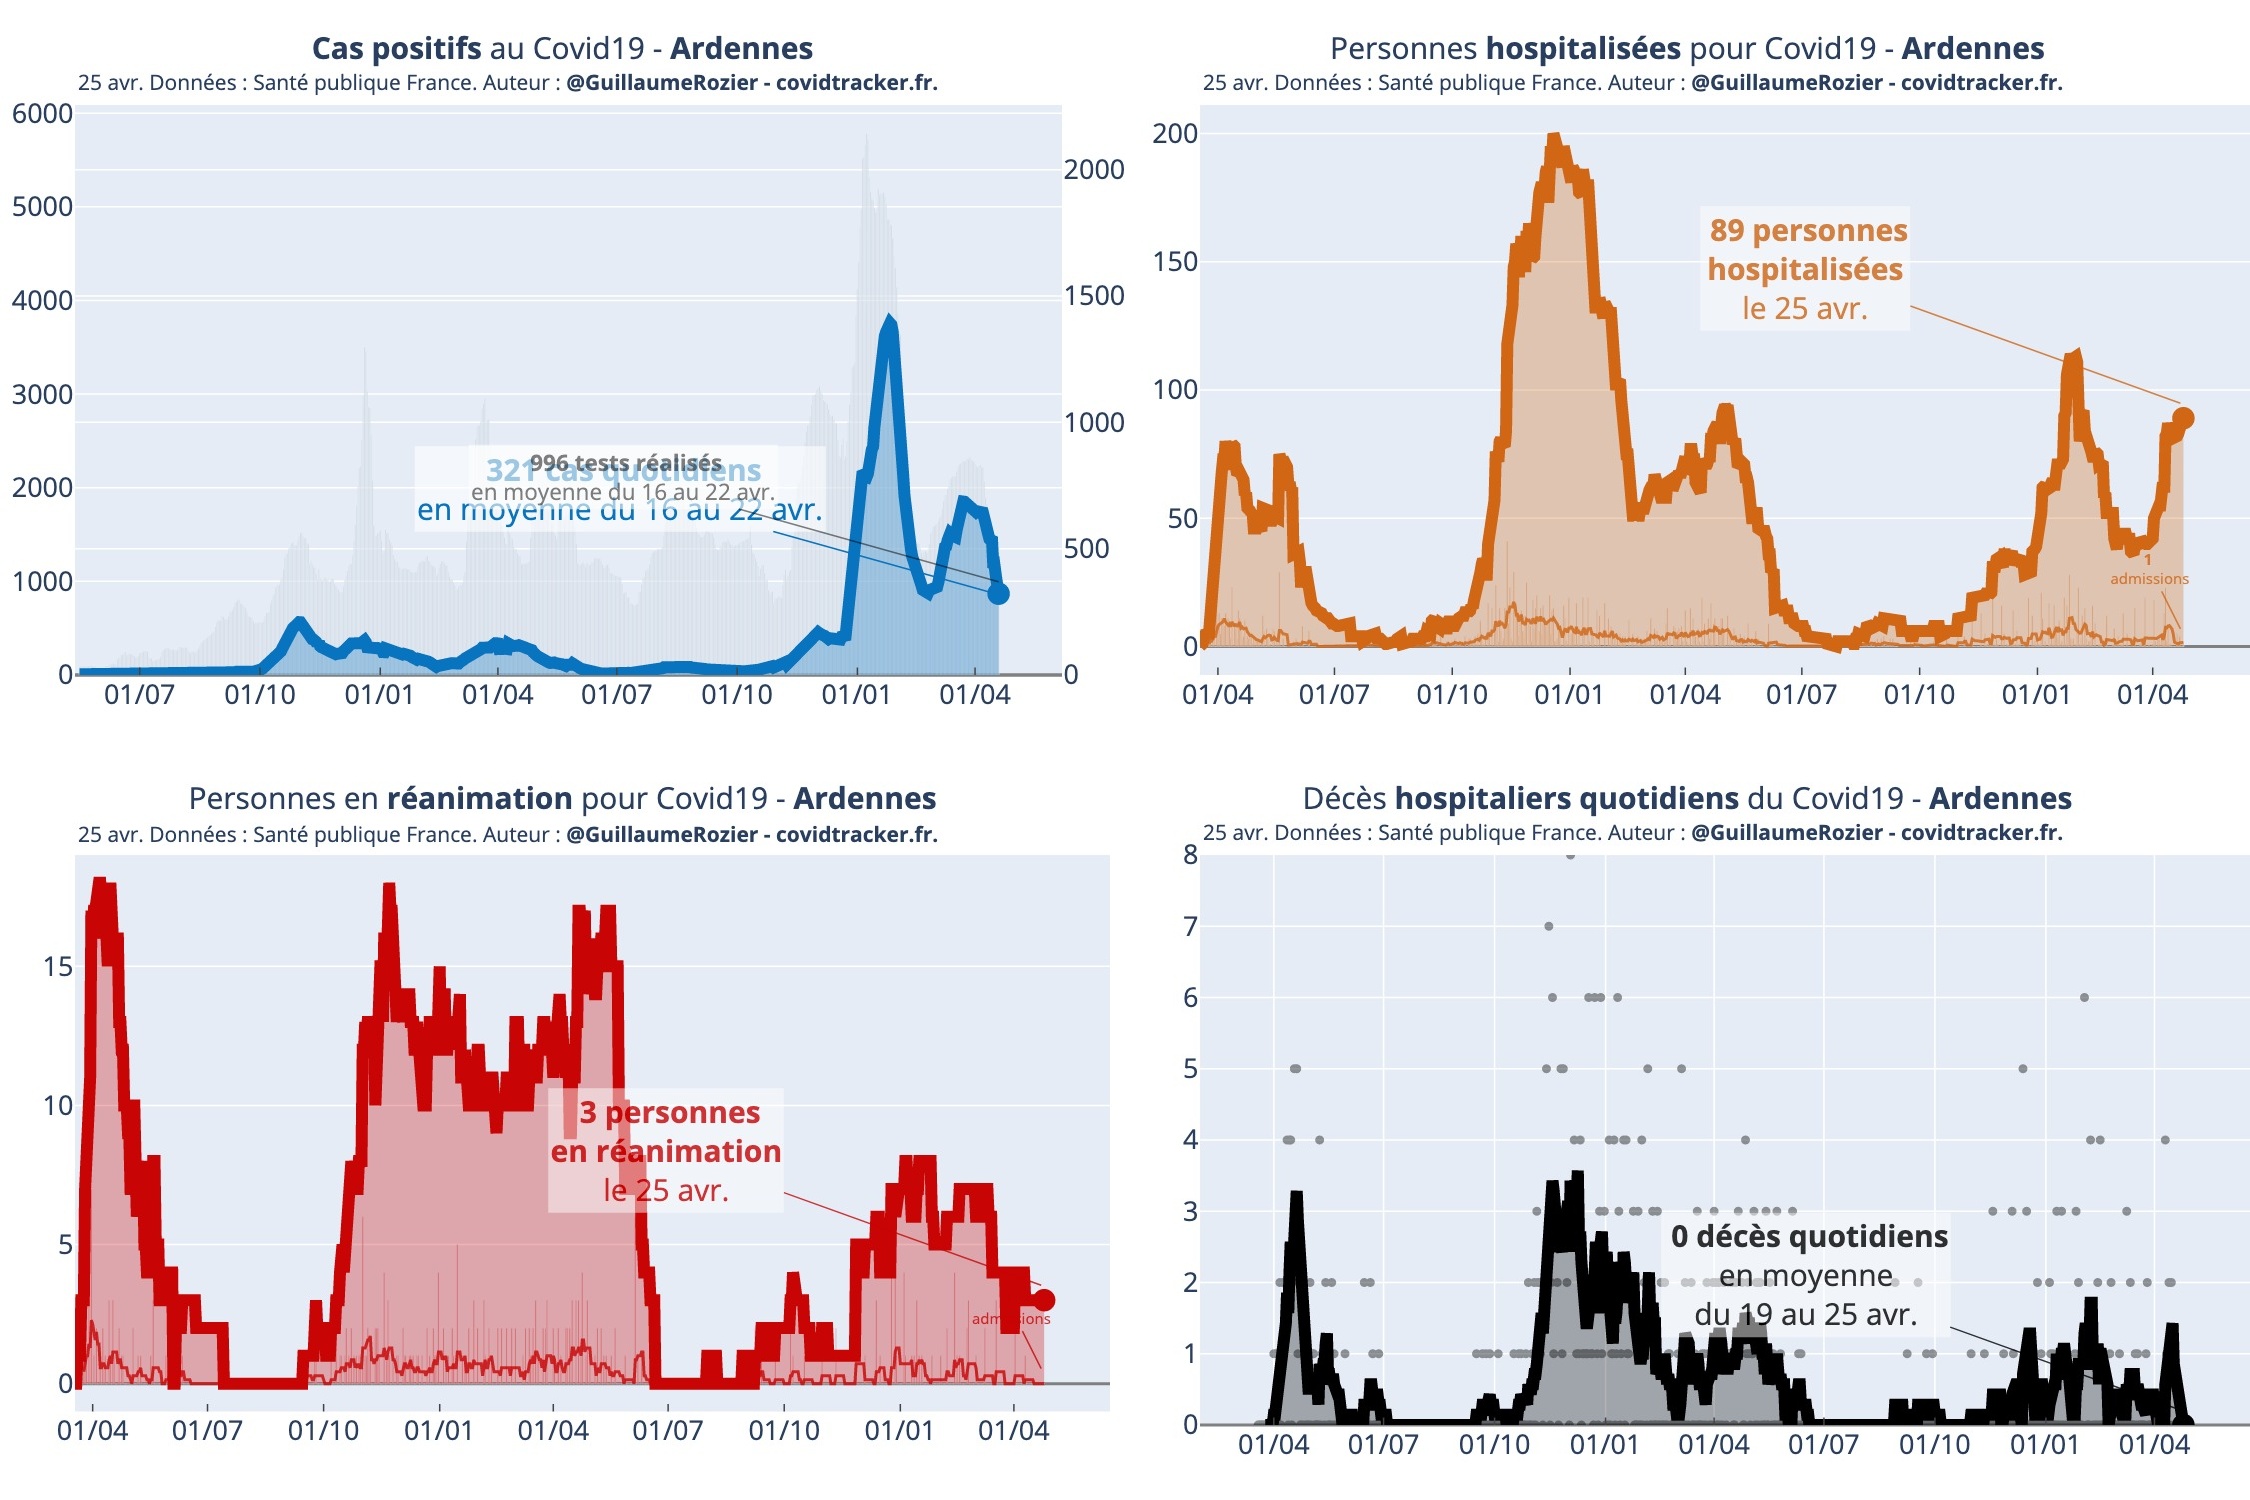 Cas positifs au Covid19 - Ardennes
25 avr. Données : Santé publique France. Auteur : @GuillaumeRozier - covidtracker.fr.
6000
5000
4000
3000
2000
1000
0
2000
1500
1000
500
0
996 tests réalisés
en moyenne du 16 au 22 avr.
321 cas quotidiens
en moyenne du 16 au 22 avr.
01/07 01/10 01/01 01/04 01/07 01/10 01/01 01/04
Personnes hospitalisées pour Covid19 - Ardennes
25 avr. Données : Santé publique France. Auteur : @GuillaumeRozier - covidtracker.fr.
200
150
100
50
0
89 personnes
hospitalisées
le 25 avr.
1
admissions
01/04 01/07 01/10 01/01 01/04 01/07 01/10 01/01 01/04
Personnes en réanimation pour Covid19 - Ardennes
25 avr. Données : Santé publique France. Auteur : @GuillaumeRozier - covidtracker.fr.
15
10
5
0
3 personnes
en réanimation
le 25 avr.
admissions
01/04 01/07 01/10 01/01 01/04 01/07 01/10 01/01 01/04
Décès hospitaliers quotidiens du Covid19 - Ardennes
25 avr. Données : Santé publique France. Auteur : @GuillaumeRozier - covidtracker.fr.
8
7
6
5
4
3
2
1
0
0 décès quotidiens
en moyenne
du 19 au 25 avr.
01/04 01/07 01/10 01/01 01/04 01/07 01/10 01/01 01/04